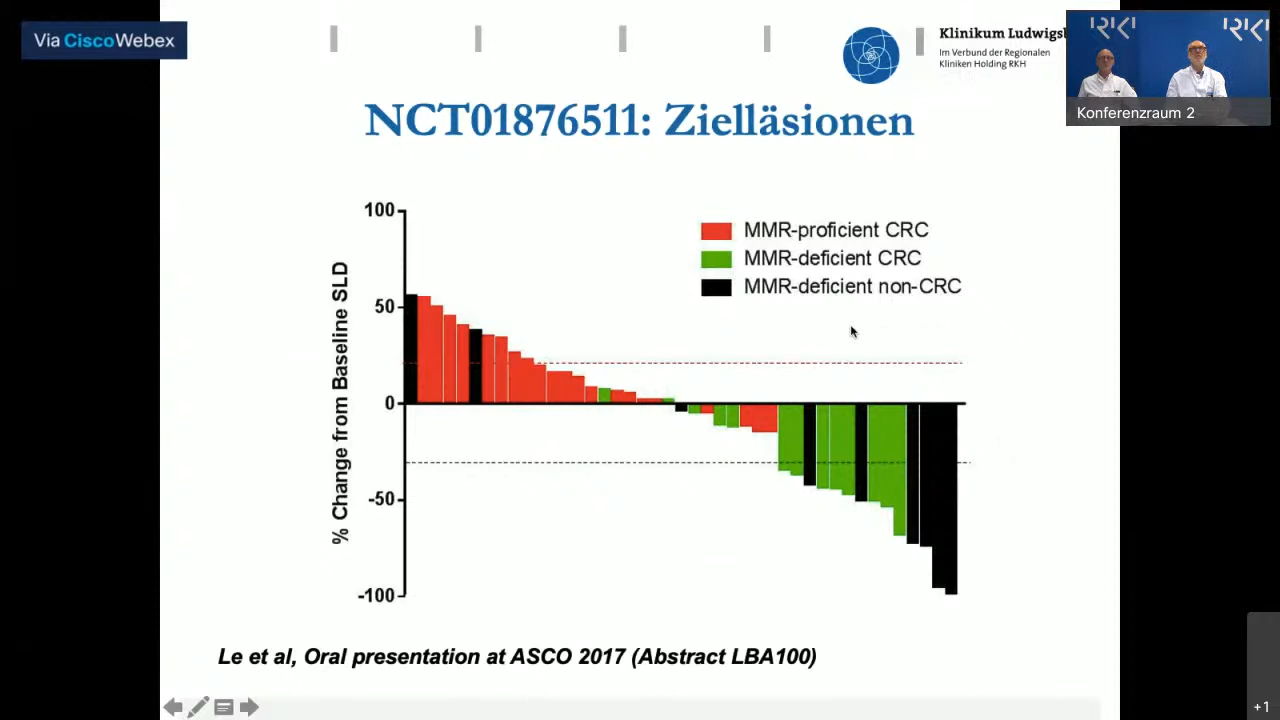 Via Cisco Webex
Klinikum Ludwigsb
Im Verbund der Regionalen
Kliniken Holding RKH
Konferenzraum 2
NCT01876511: Zielläsionen
100
50
0
-50
-100
% Change from Baseline SLD
MMR-proficient CRC
MMR-deficient CRC
MMR-deficient non-CRC
Le et al, Oral presentation at ASCO 2017 (Abstract LBA100)
+1